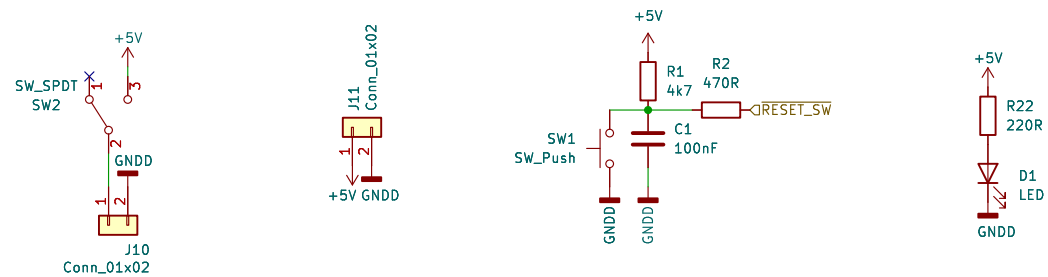 +5V
SW_SPDT
SW2
1
3
2
GNDD
1
2
J10
Conn_01x02
J11
Conn_01x02
1
2
+5V
GNDD
+5V
R1
4k7
R2
470R
RESET_SW
SW1
SW_Push
C1
100nF
GNDD
GNDD
+5V
R22
220R
D1
LED
GNDD